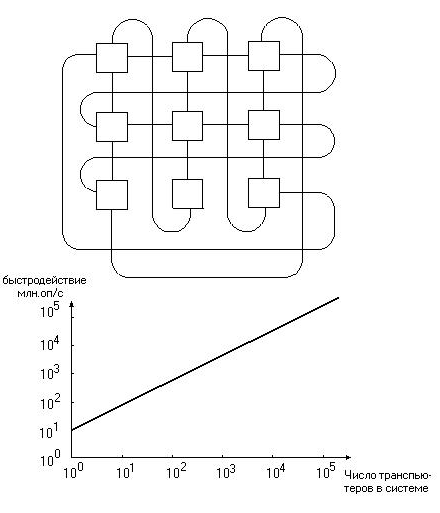 быстродействие
млн.оп/с
10^5
10^4
10^3
10^2
10^1
10^0
10^0 10^1 10^2 10^3 10^4 10^5
Число транспью-
теров в системе